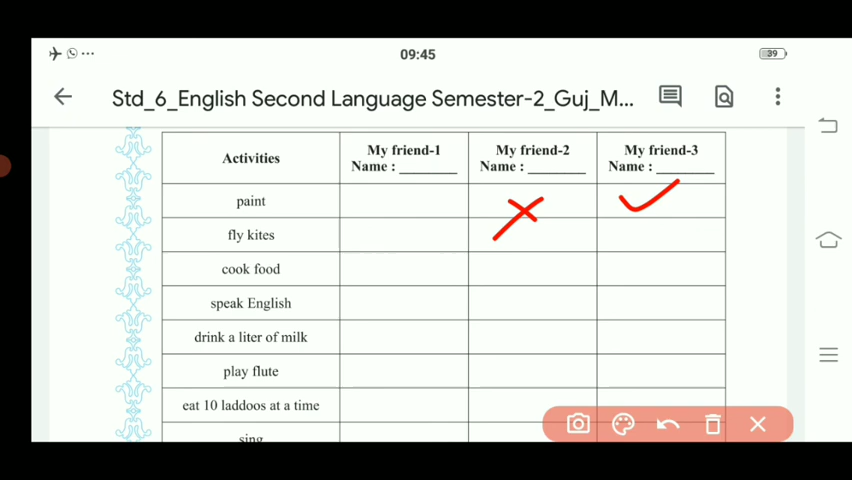 09:45
39
Std_6_English Second Language Semester-2_Guj_M...
Activities My friend-1 Name : ________ My friend-2 Name : ________ My friend-3 Name : ________
paint
fly kites
cook food
speak English
drink a liter of milk
play flute
eat 10 laddoos at a time
sing